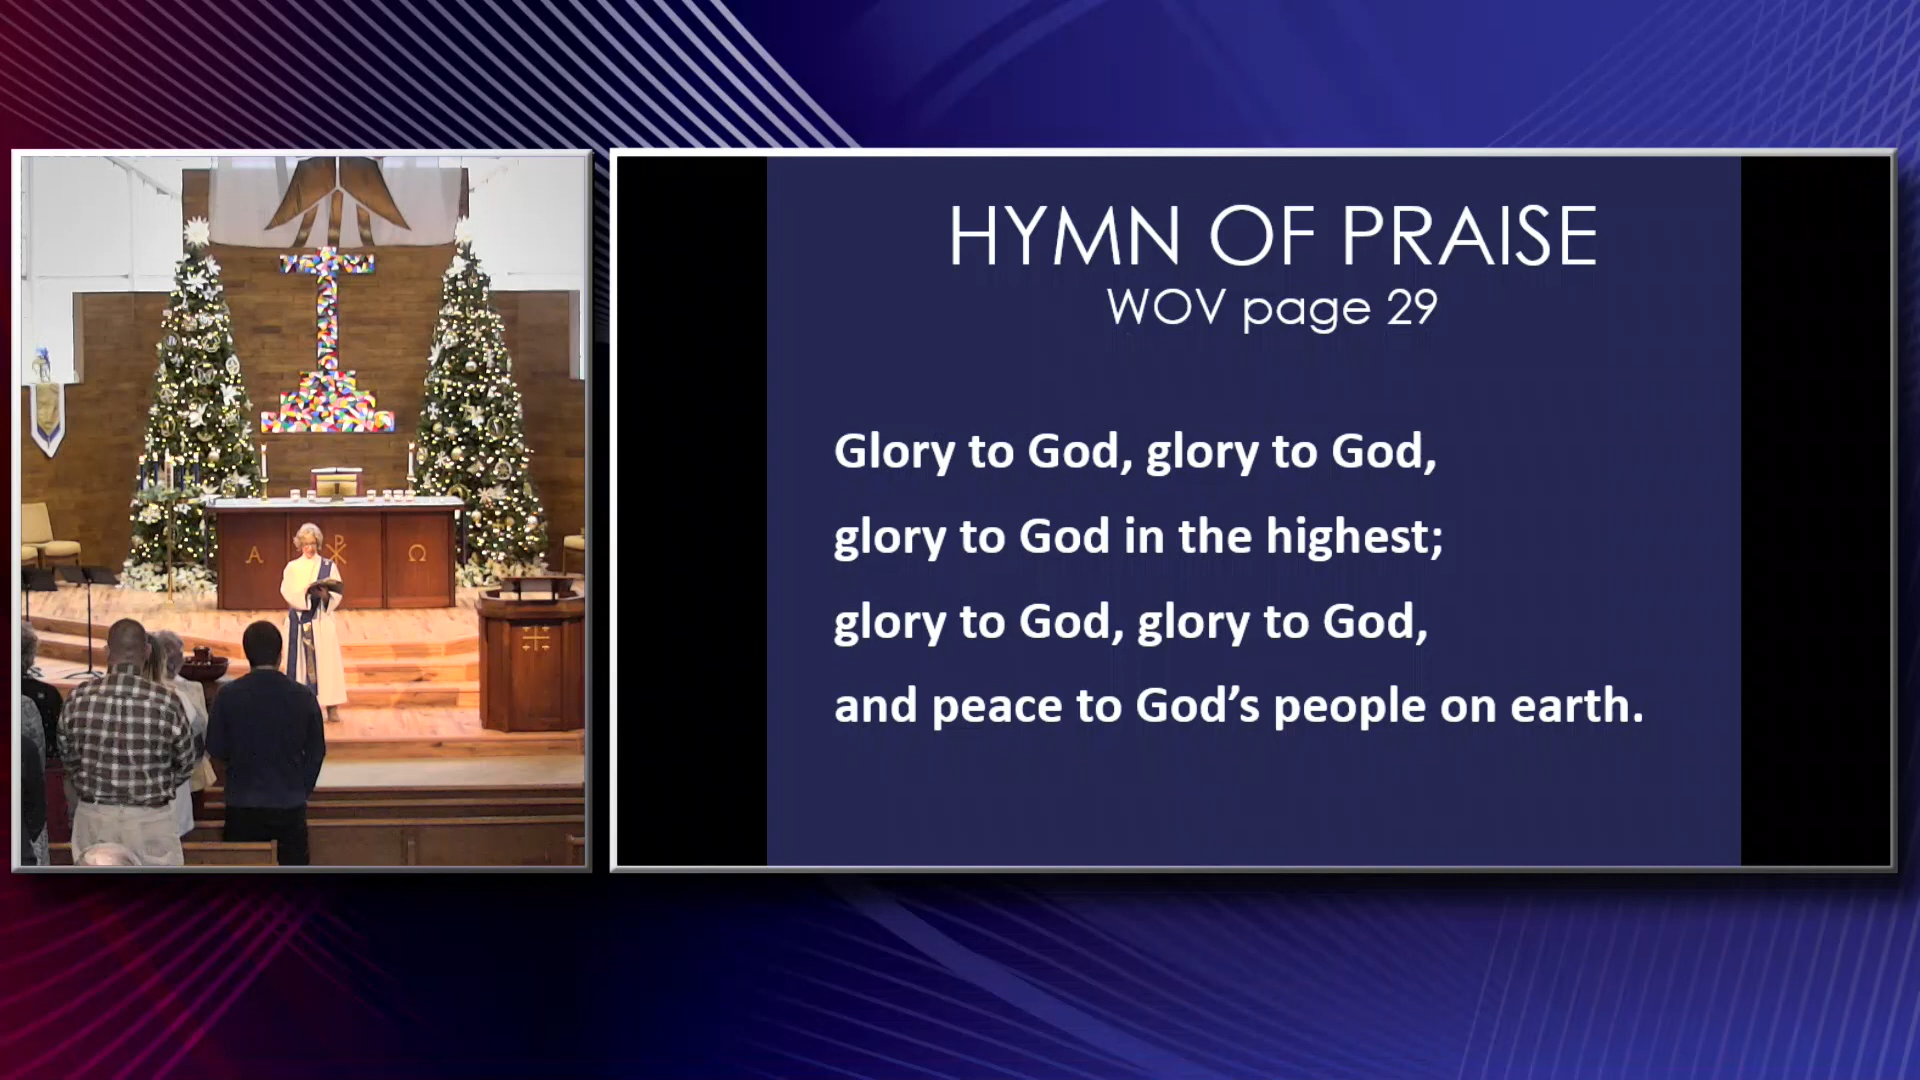 HYMN OF PRAISE
WOV page 29
Glory to God, glory to God,
glory to God in the highest;
glory to God, glory to God,
and peace to God’s people on earth.
Α
☧
Ω